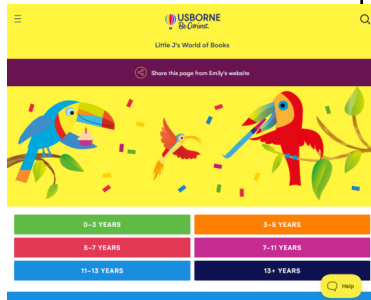 USBORNE
Be Curious.
Little J's World of Books
Share this page from Emily's website
0-3 YEARS
3-5 YEARS
5-7 YEARS
7-11 YEARS
11-13 YEARS
13+ YEARS
Help